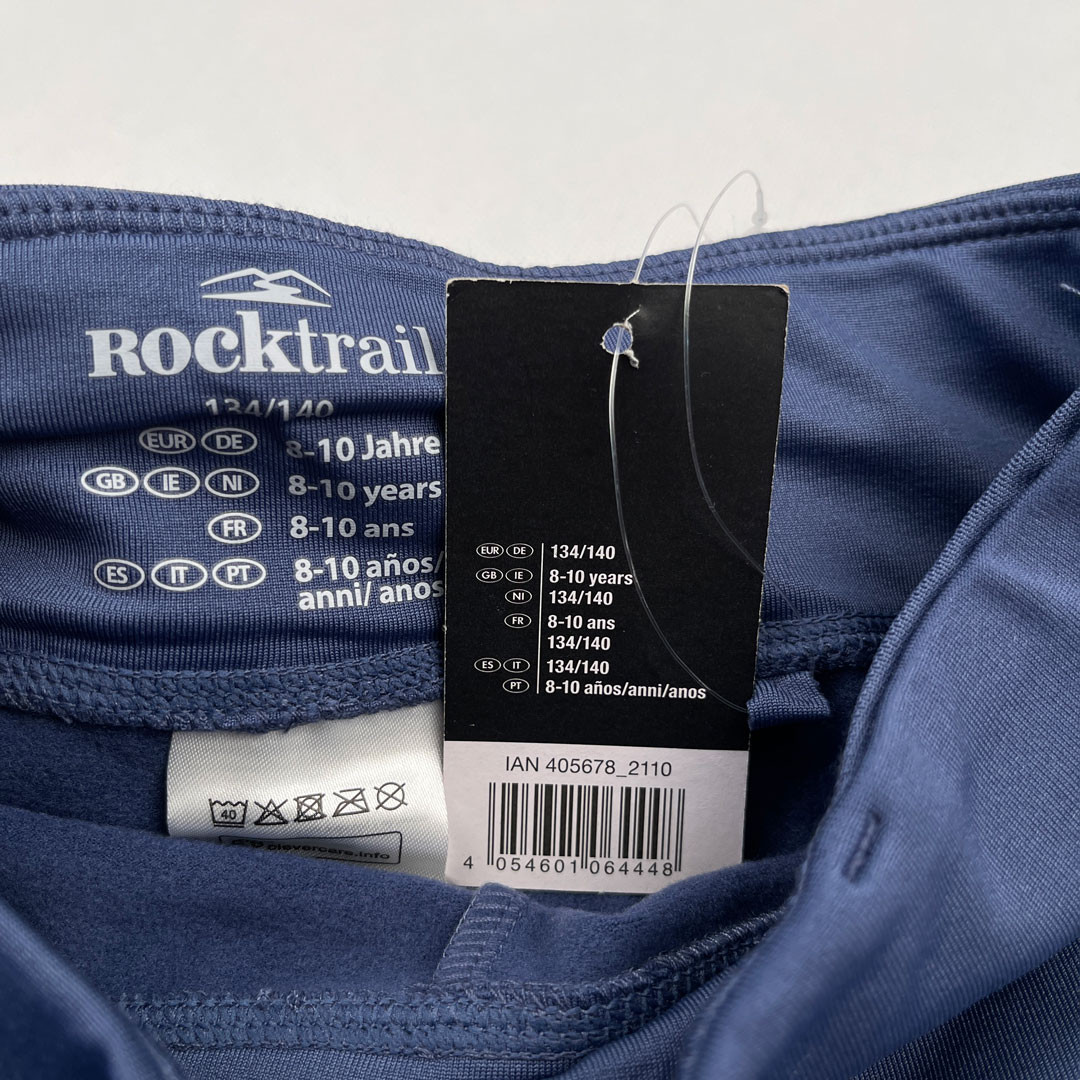 ROCKtrail
134/140
EUR DE 8-10 Jahre
GB IE NI 8-10 years
FR 8-10 ans
ES IT PT 8-10 años/
anni/ anos
EUR DE 134/140
GB IE 8-10 years
NI 134/140
FR 8-10 ans
134/140
ES IT 134/140
PT 8-10 años/anni/anos
IAN 405678_2110
4 054601 064448
40
clevercare.info